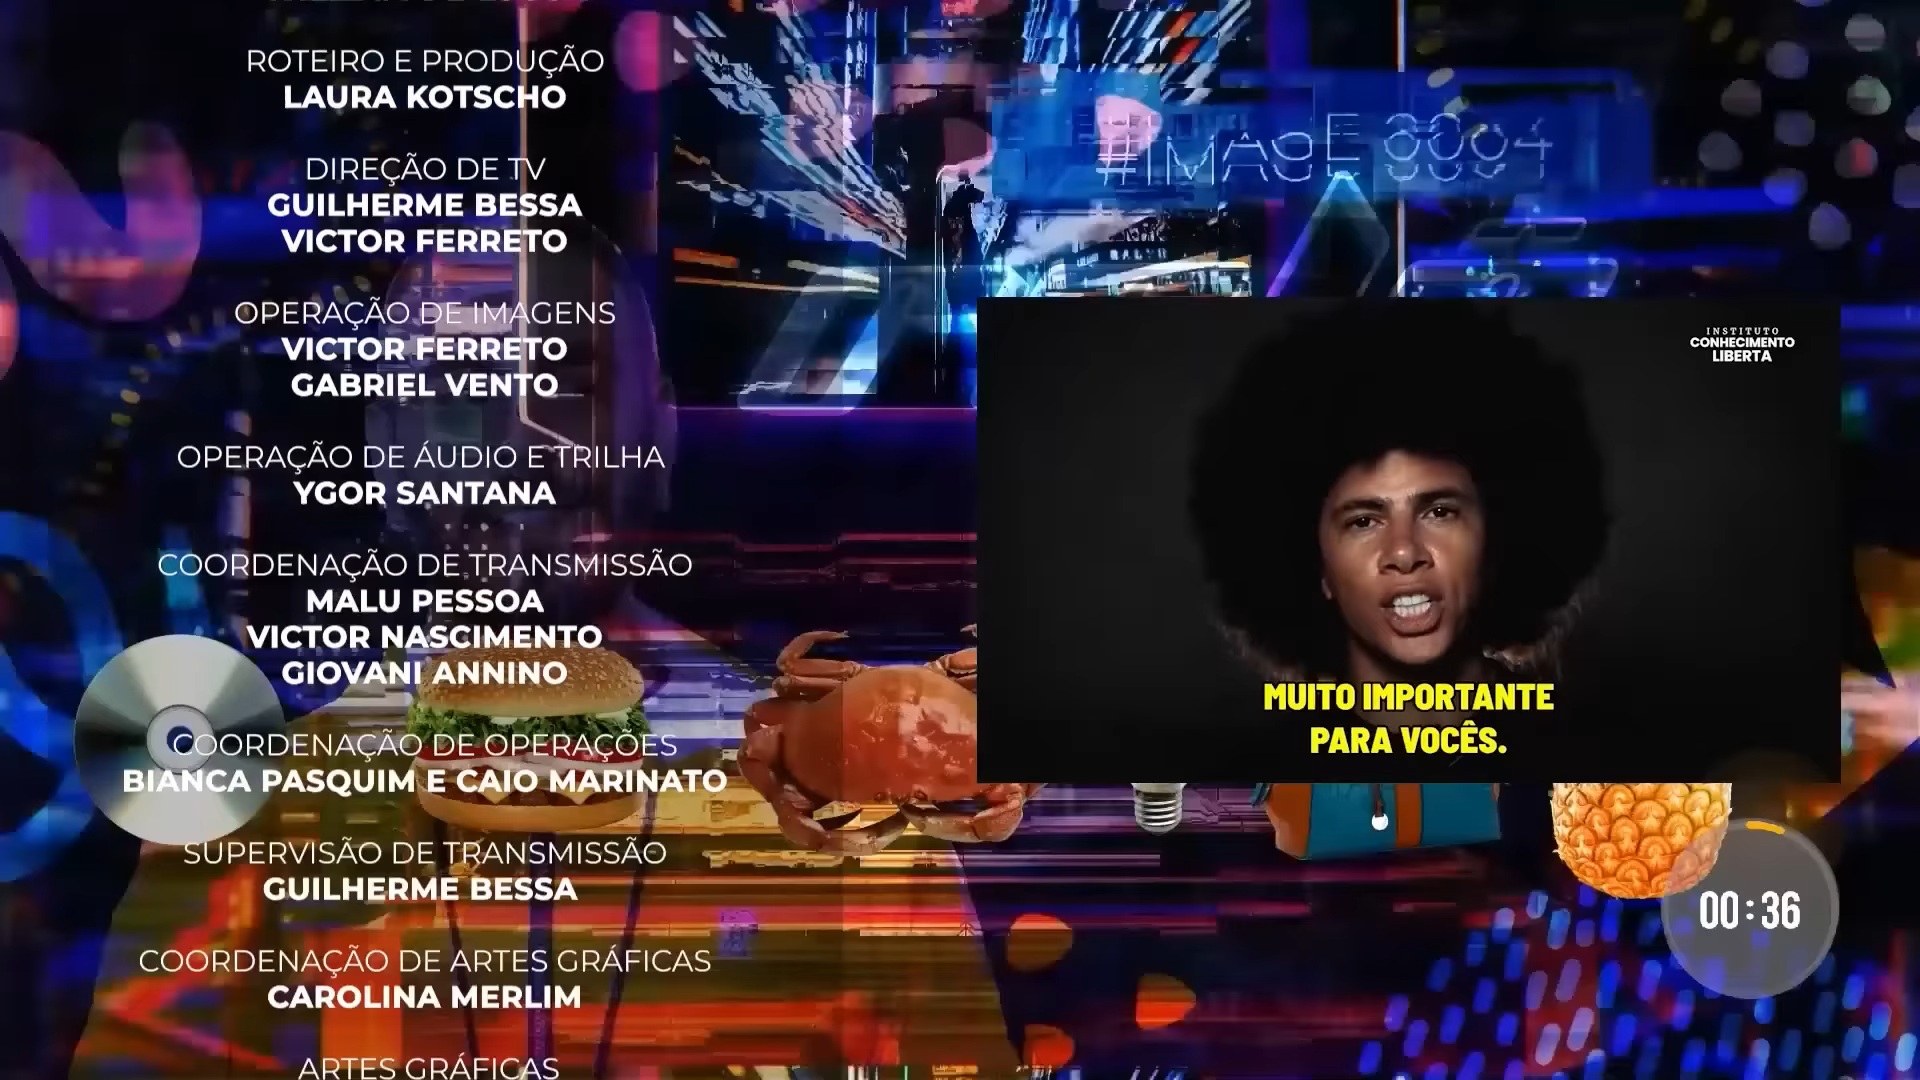 ROTEIRO E PRODUÇÃO
LAURA KOTSCHO
DIREÇÃO DE TV
GUILHERME BESSA
VICTOR FERRETO
OPERAÇÃO DE IMAGENS
VICTOR FERRETO
GABRIEL VENTO
OPERAÇÃO DE ÁUDIO E TRILHA
YGOR SANTANA
COORDENAÇÃO DE TRANSMISSÃO
MALU PESSOA
VICTOR NASCIMENTO
GIOVANI ANNINO
COORDENAÇÃO DE OPERAÇÕES
BIANCA PASQUIM E CAIO MARINATO
SUPERVISÃO DE TRANSMISSÃO
GUILHERME BESSA
COORDENAÇÃO DE ARTES GRÁFICAS
CAROLINA MERLIM
ARTES GRÁFICAS
INSTITUTO
CONHECIMENTO
LIBERTA
MUITO IMPORTANTE
PARA VOCÊS.
00:36